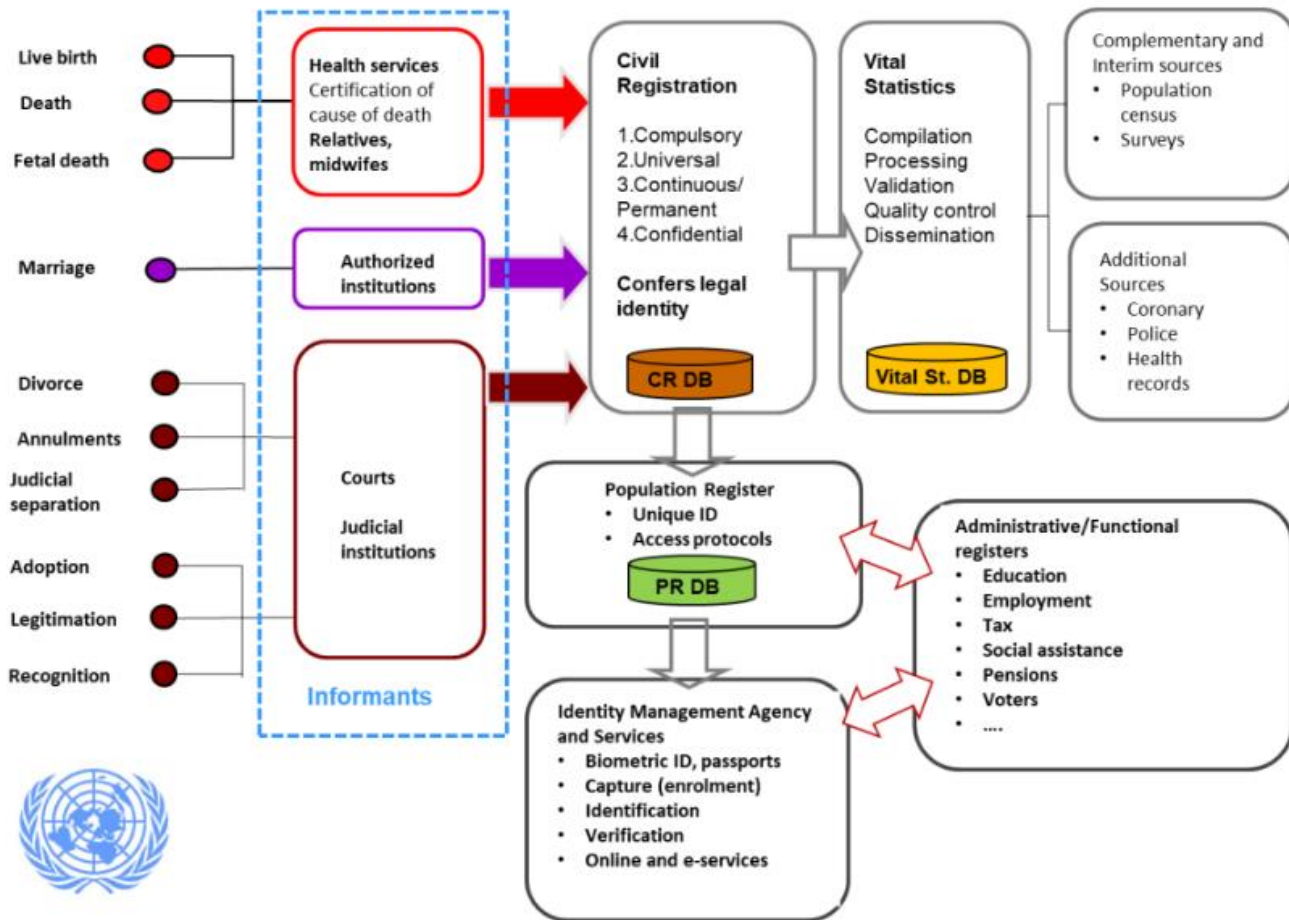 Live birth
Death
Fetal death
Marriage
Divorce
Annulments
Judicial
separation
Adoption
Legitimation
Recognition
Health services
Certification of
cause of death
Relatives,
midwifes
Authorized
institutions
Courts
Judicial
institutions
Informants
Civil
Registration
1.Compulsory
2.Universal
3.Continuous/
Permanent
4.Confidential
Confers legal
identity
CR DB
Vital
Statistics
Compilation
Processing
Validation
Quality control
Dissemination
Vital St. DB
Complementary and
Interim sources
• Population
census
• Surveys
Additional
Sources
• Coronary
• Police
• Health
records
Population Register
• Unique ID
• Access protocols
PR DB
Administrative/Functional
registers
• Education
• Employment
• Tax
• Social assistance
• Pensions
• Voters
• ....
Identity Management Agency
and Services
• Biometric ID, passports
• Capture (enrolment)
• Identification
• Verification
• Online and e-services